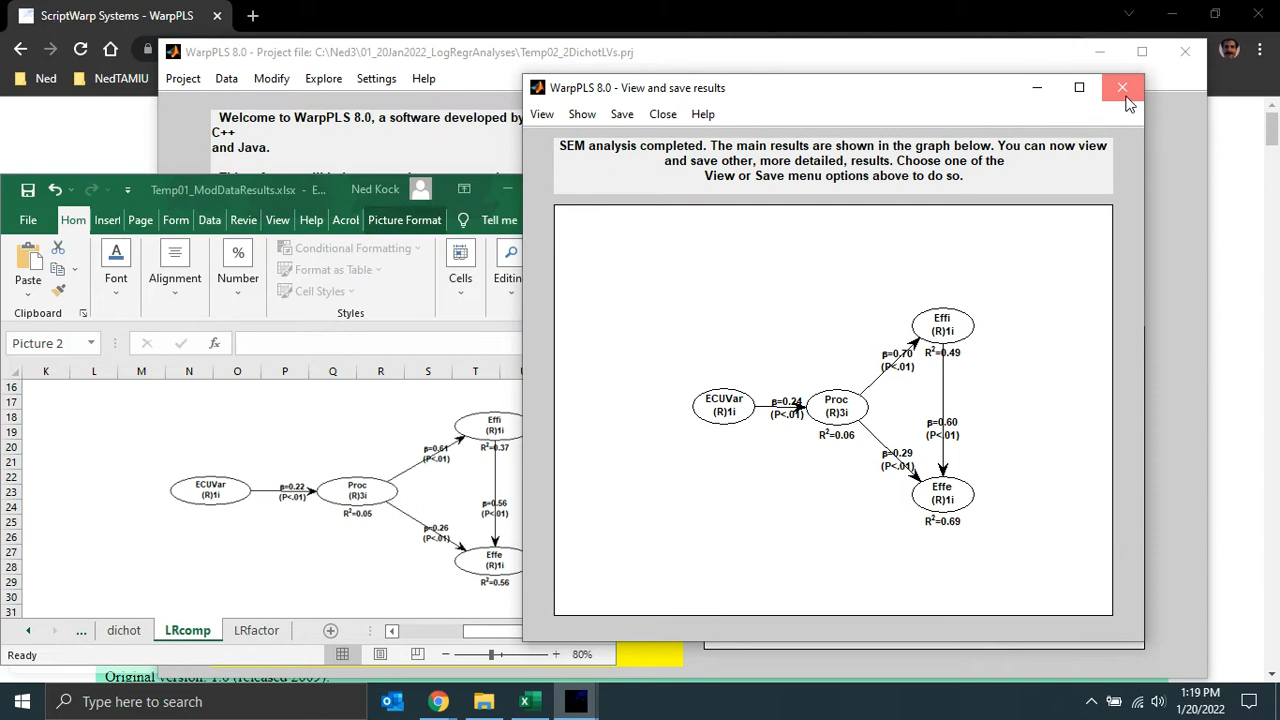 ScriptWarp Systems - WarpPLS
Ned
NedTAMIU
WarpPLS 8.0 - Project file: C:\Ned3\01_20Jan2022_LogRegrAnalyses\Temp02_2DichotLVs.prj
Project Data Modify Explore Settings Help
Welcome to WarpPLS 8.0, a software developed by
C++
and Java.
WarpPLS 8.0 - View and save results
View Show Save Close Help
SEM analysis completed. The main results are shown in the graph below. You can now view
and save other, more detailed, results. Choose one of the
View or Save menu options above to do so.
Effi
(R)1i
R²=0.49
β=0.70
(P<.01)
ECUVar
(R)1i
β=0.24
(P<.01)
Proc
(R)3i
R²=0.06
β=0.60
(P<.01)
β=0.29
(P<.01)
Effe
(R)1i
R²=0.69
Temp01_ModDataResults.xlsx - E...
Ned Kock
File Hom Insert Page Form Data Revie View Help Acrol Picture Format Tell me
Paste
Clipboard
Font
Alignment
Number
Conditional Formatting
Format as Table
Cell Styles
Styles
Cells
Editing
Picture 2
K L M N O P Q R S T
16
17
18
19
20
21
22
23
24
25
26
27
28
29
30
31
Effi
(R)1i
R²=0.37
β=0.61
(P<.01)
ECUVar
(R)1i
β=0.22
(P<.01)
Proc
(R)3i
R²=0.05
β=0.56
(P<.01)
β=0.26
(P<.01)
Effe
(R)1i
R²=0.56
... dichot LRcomp LRfactor
Ready
80%
Original version: 1.0 (released 2009).
Type here to search
1:19 PM
1/20/2022